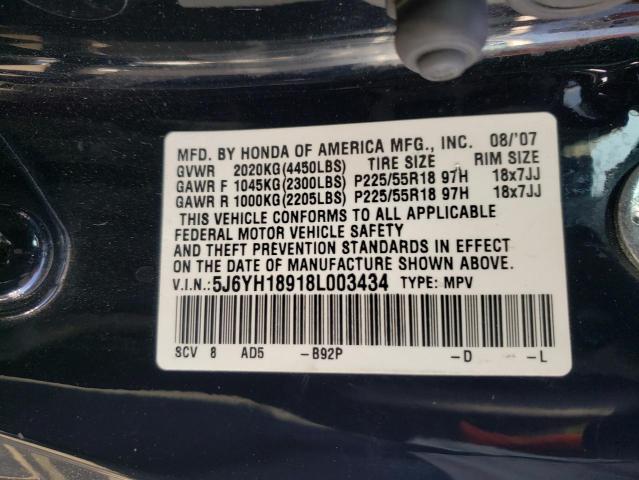 MFD. BY HONDA OF AMERICA MFG., INC. 08/'07
GVWR 2020KG(4450LBS) TIRE SIZE RIM SIZE
GAWR F 1045KG(2300LBS) P225/55R18 97H 18x7JJ
GAWR R 1000KG(2205LBS) P225/55R18 97H 18x7JJ
THIS VEHICLE CONFORMS TO ALL APPLICABLE
FEDERAL MOTOR VEHICLE SAFETY
AND THEFT PREVENTION STANDARDS IN EFFECT
ON THE DATE OF MANUFACTURE SHOWN ABOVE.
V.I.N.: 5J6YH18918L003434 TYPE: MPV
SCV 8 AD5 -B92P -D -L